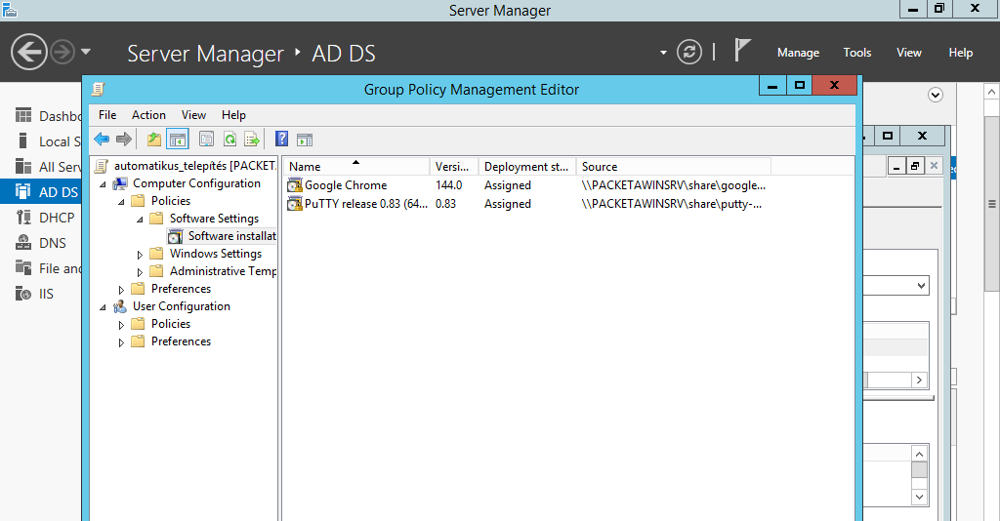 Server Manager
Server Manager ‣ AD DS
Manage Tools View Help
Group Policy Management Editor
File Action View Help
Dashbo
Local S
All Serv
AD DS
DHCP
DNS
File and
IIS
automatikus_telepítés [PACKET.
Computer Configuration
Policies
Software Settings
Software installat
Windows Settings
Administrative Temp
Preferences
User Configuration
Policies
Preferences
Name Versi... Deployment st... Source
Google Chrome 144.0 Assigned \\PACKETAWINSRV\share\google...
PuTTY release 0.83 (64... 0.83 Assigned \\PACKETAWINSRV\share\putty-...